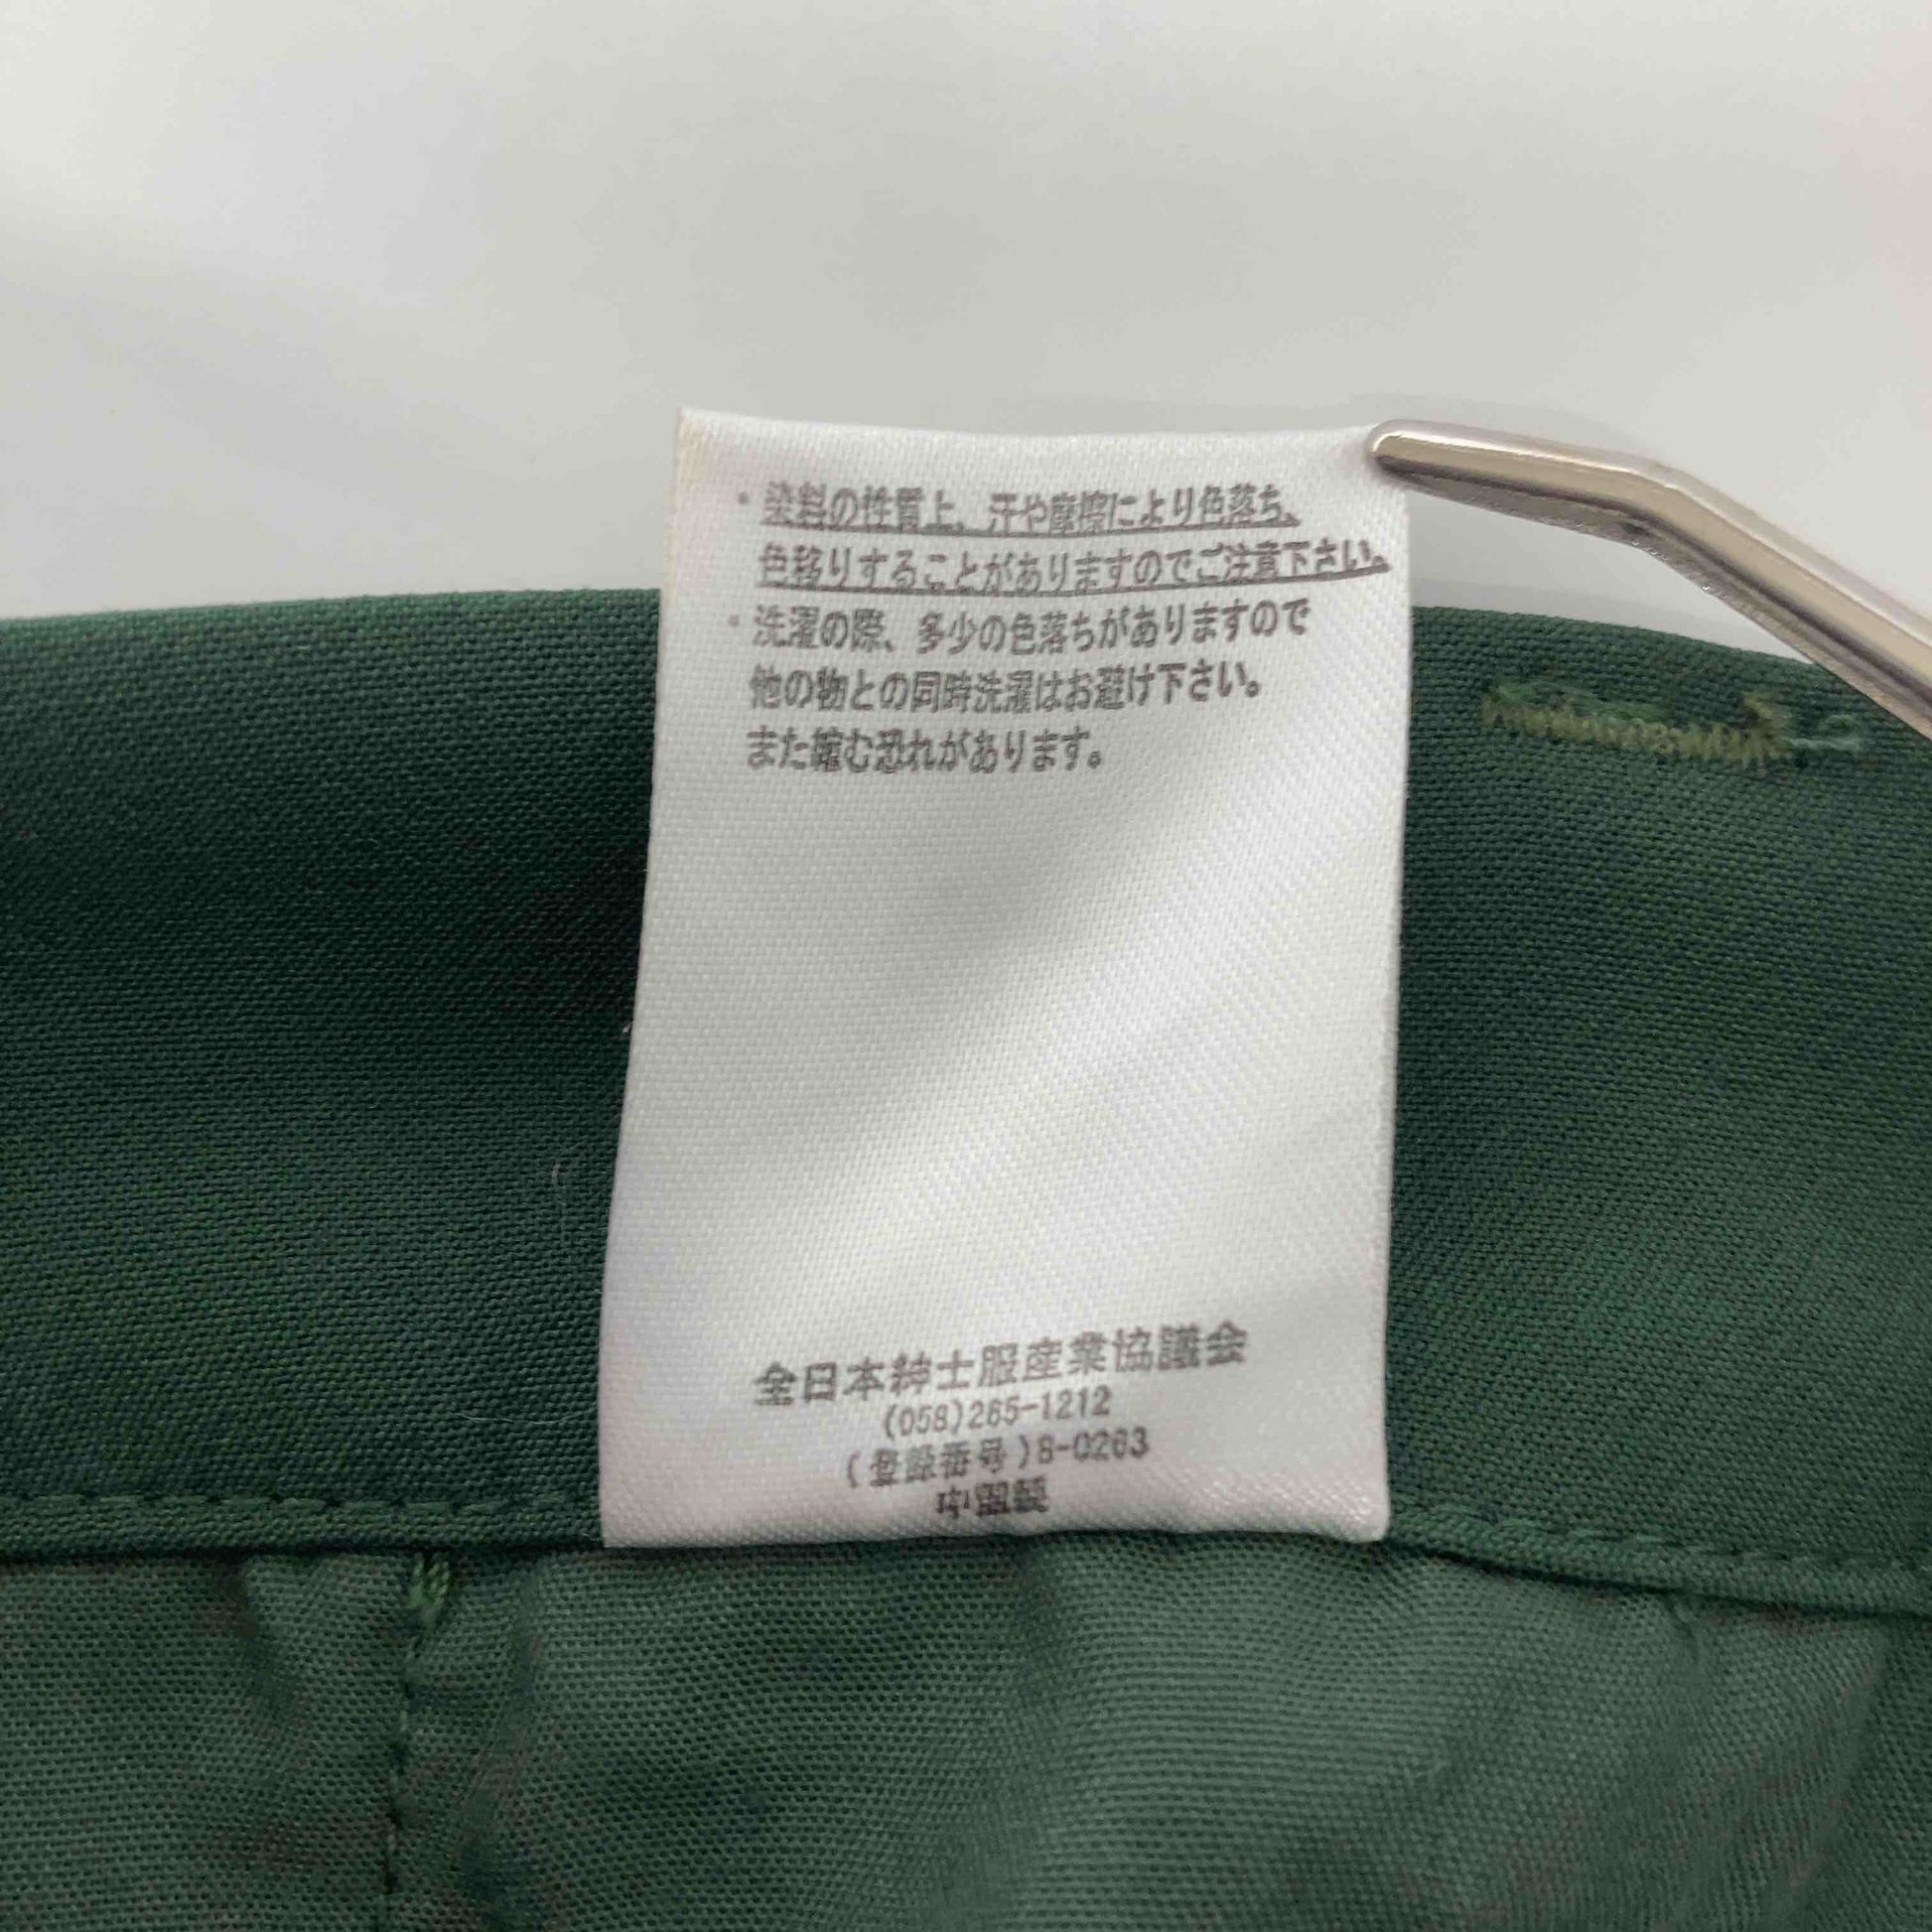 ・染料の性質上、汗や摩擦により色落ち、
色移りすることがありますのでご注意下さい。
・洗濯の際、多少の色落ちがありますので
他の物との同時洗濯はお避け下さい。
また縮む恐れがあります。
全日本紳士服産業協議会
(058)265-1212
(登録番号)8-0263
中国製